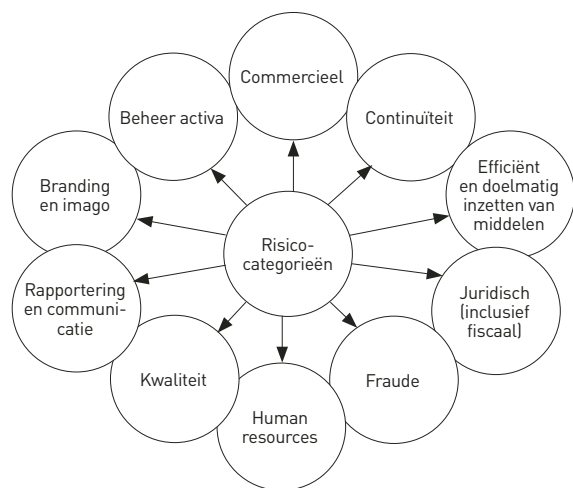 Commercieel
Continuïteit
Efficiënt
en doelmatig
inzetten van
middelen
Juridisch
(inclusief
fiscaal)
Fraude
Human
resources
Kwaliteit
Rapportering
en communi-
catie
Branding
en imago
Beheer activa
Risico-
categorieën